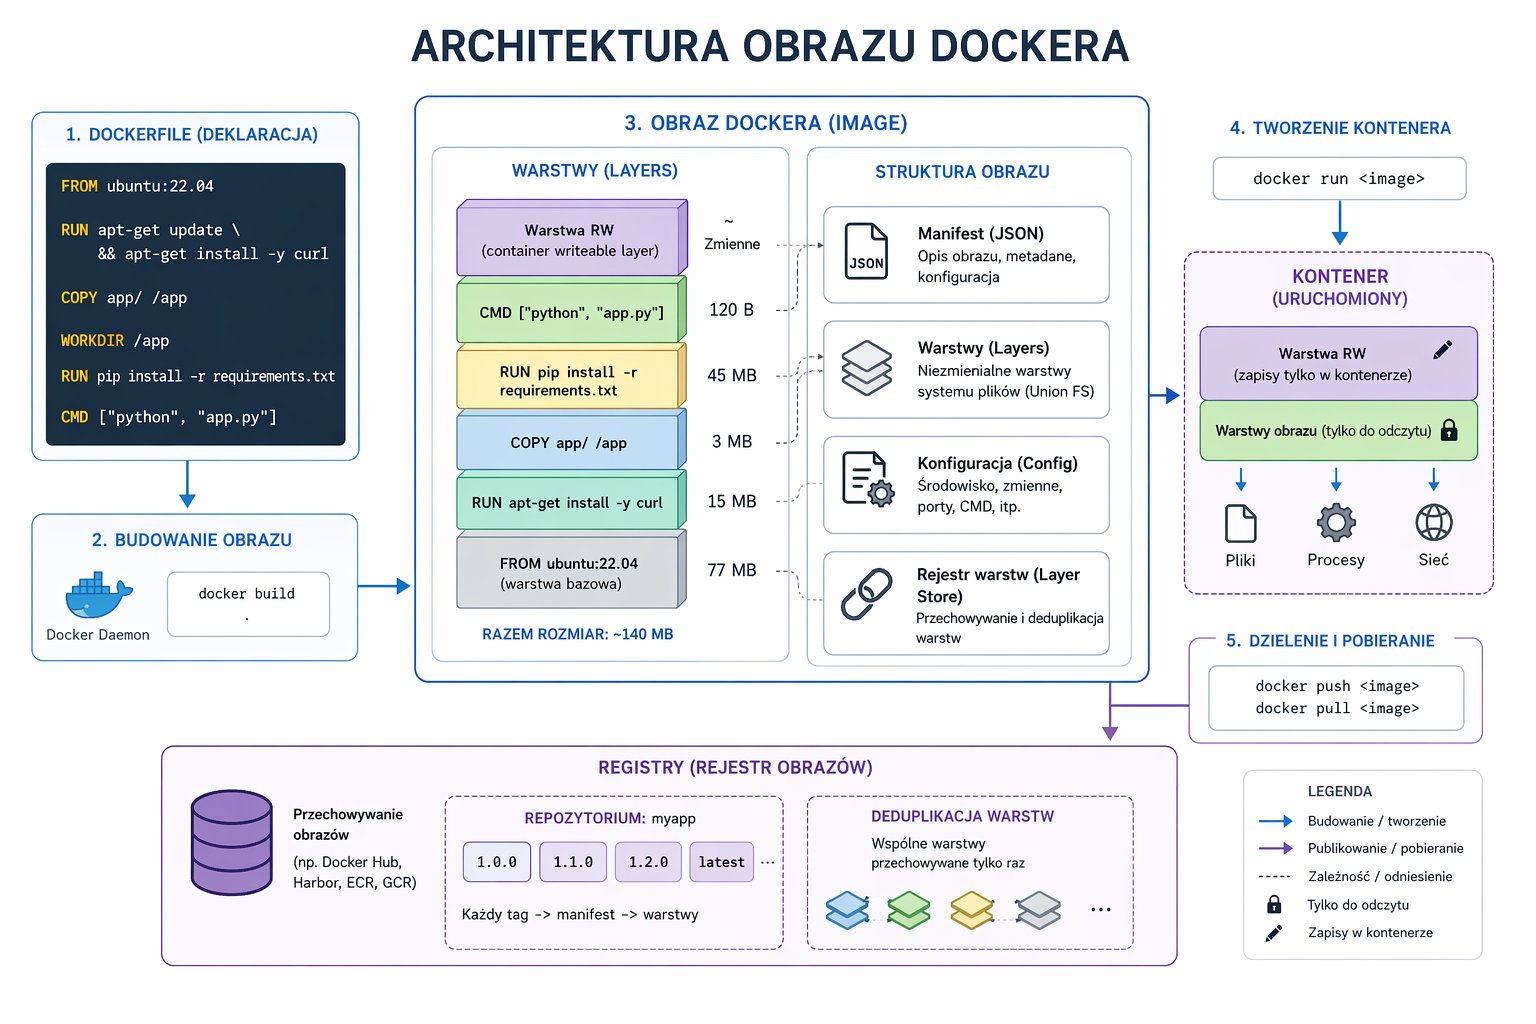 ARCHITEKTURA OBRAZU DOCKERA
1. DOCKERFILE (DEKLARACJA)
FROM ubuntu:22.04
RUN apt-get update \
&& apt-get install -y curl
COPY app/ /app
WORKDIR /app
RUN pip install -r requirements.txt
CMD ["python", "app.py"]
2. BUDOWANIE OBRAZU
Docker Daemon
docker build
.
3. OBRAZ DOCKERA (IMAGE)
WARSTWY (LAYERS)
Warstwa RW
(container writeable layer)
~
Zmienne
CMD ["python", "app.py"]
120 B
RUN pip install -r
requirements.txt
45 MB
COPY app/ /app
3 MB
RUN apt-get install -y curl
15 MB
FROM ubuntu:22.04
(warstwa bazowa)
77 MB
RAZEM ROZMIAR: ~140 MB
STRUKTURA OBRAZU
JSON
Manifest (JSON)
Opis obrazu, metadane,
konfiguracja
Warstwy (Layers)
Niezmienialne warstwy
systemu plików (Union FS)
Konfiguracja (Config)
Środowisko, zmienne,
porty, CMD, itp.
Rejestr warstw (Layer
Store)
Przechowywanie i deduplikacja
warstw
4. TWORZENIE KONTENERA
docker run <image>
KONTENER
(URUCHOMIONY)
Warstwa RW
(zapisy tylko w kontenerze)
Warstwy obrazu (tylko do odczytu)
Pliki
Procesy
Sieć
5. DZIELENIE I POBIERANIE
docker push <image>
docker pull <image>
REGISTRY (REJESTR OBRAZÓW)
Przechowywanie
obrazów
(np. Docker Hub,
Harbor, ECR, GCR)
REPOZYTORIUM: myapp
1.0.0 1.1.0 1.2.0 latest ...
Każdy tag -> manifest -> warstwy
DEDUPLIKACJA WARSTW
Wspólne warstwy
przechowywane tylko raz
...
LEGENDA
Budowanie / tworzenie
Publikowanie / pobieranie
Zależność / odniesienie
Tylko do odczytu
Zapisy w kontenerze